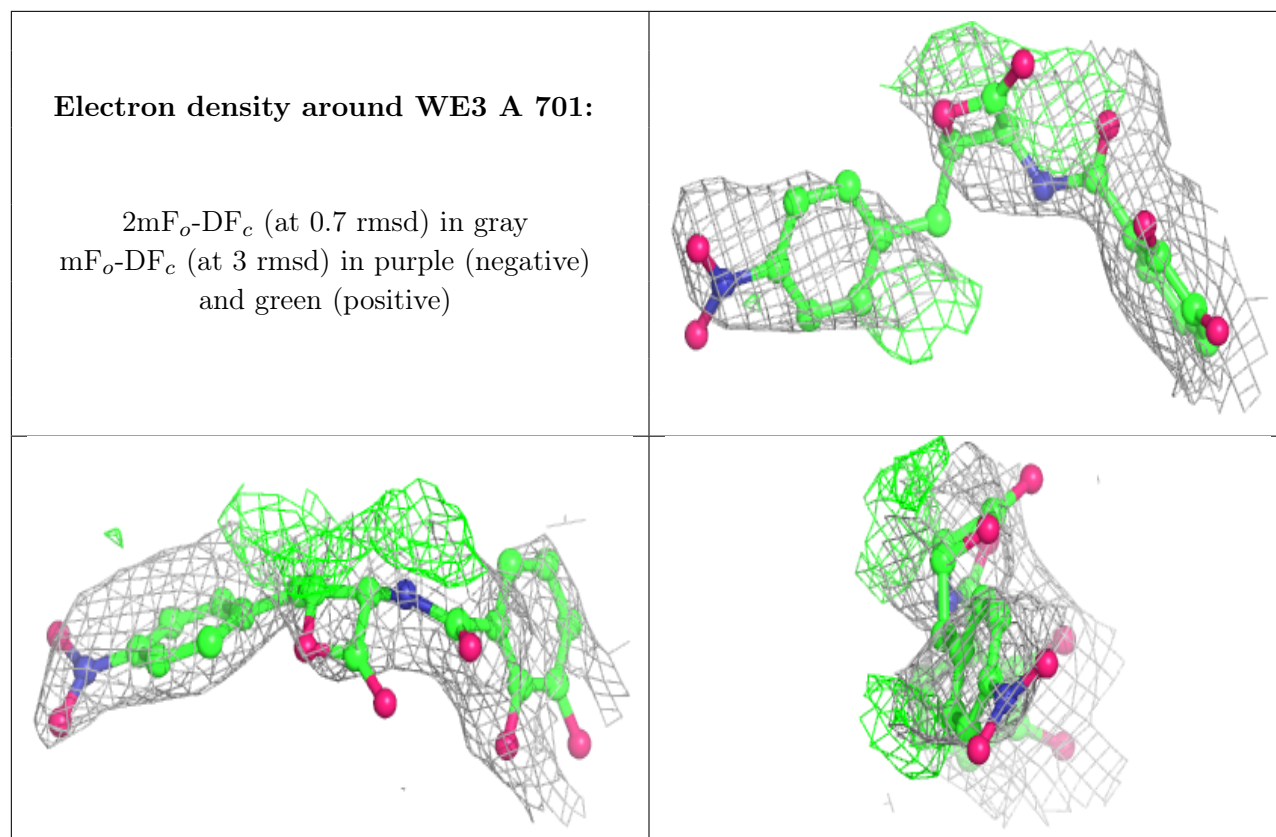 Electron density around WE3 A 701:
2mFo-DFc (at 0.7 rmsd) in gray
mFo-DFc (at 3 rmsd) in purple (negative)
and green (positive)